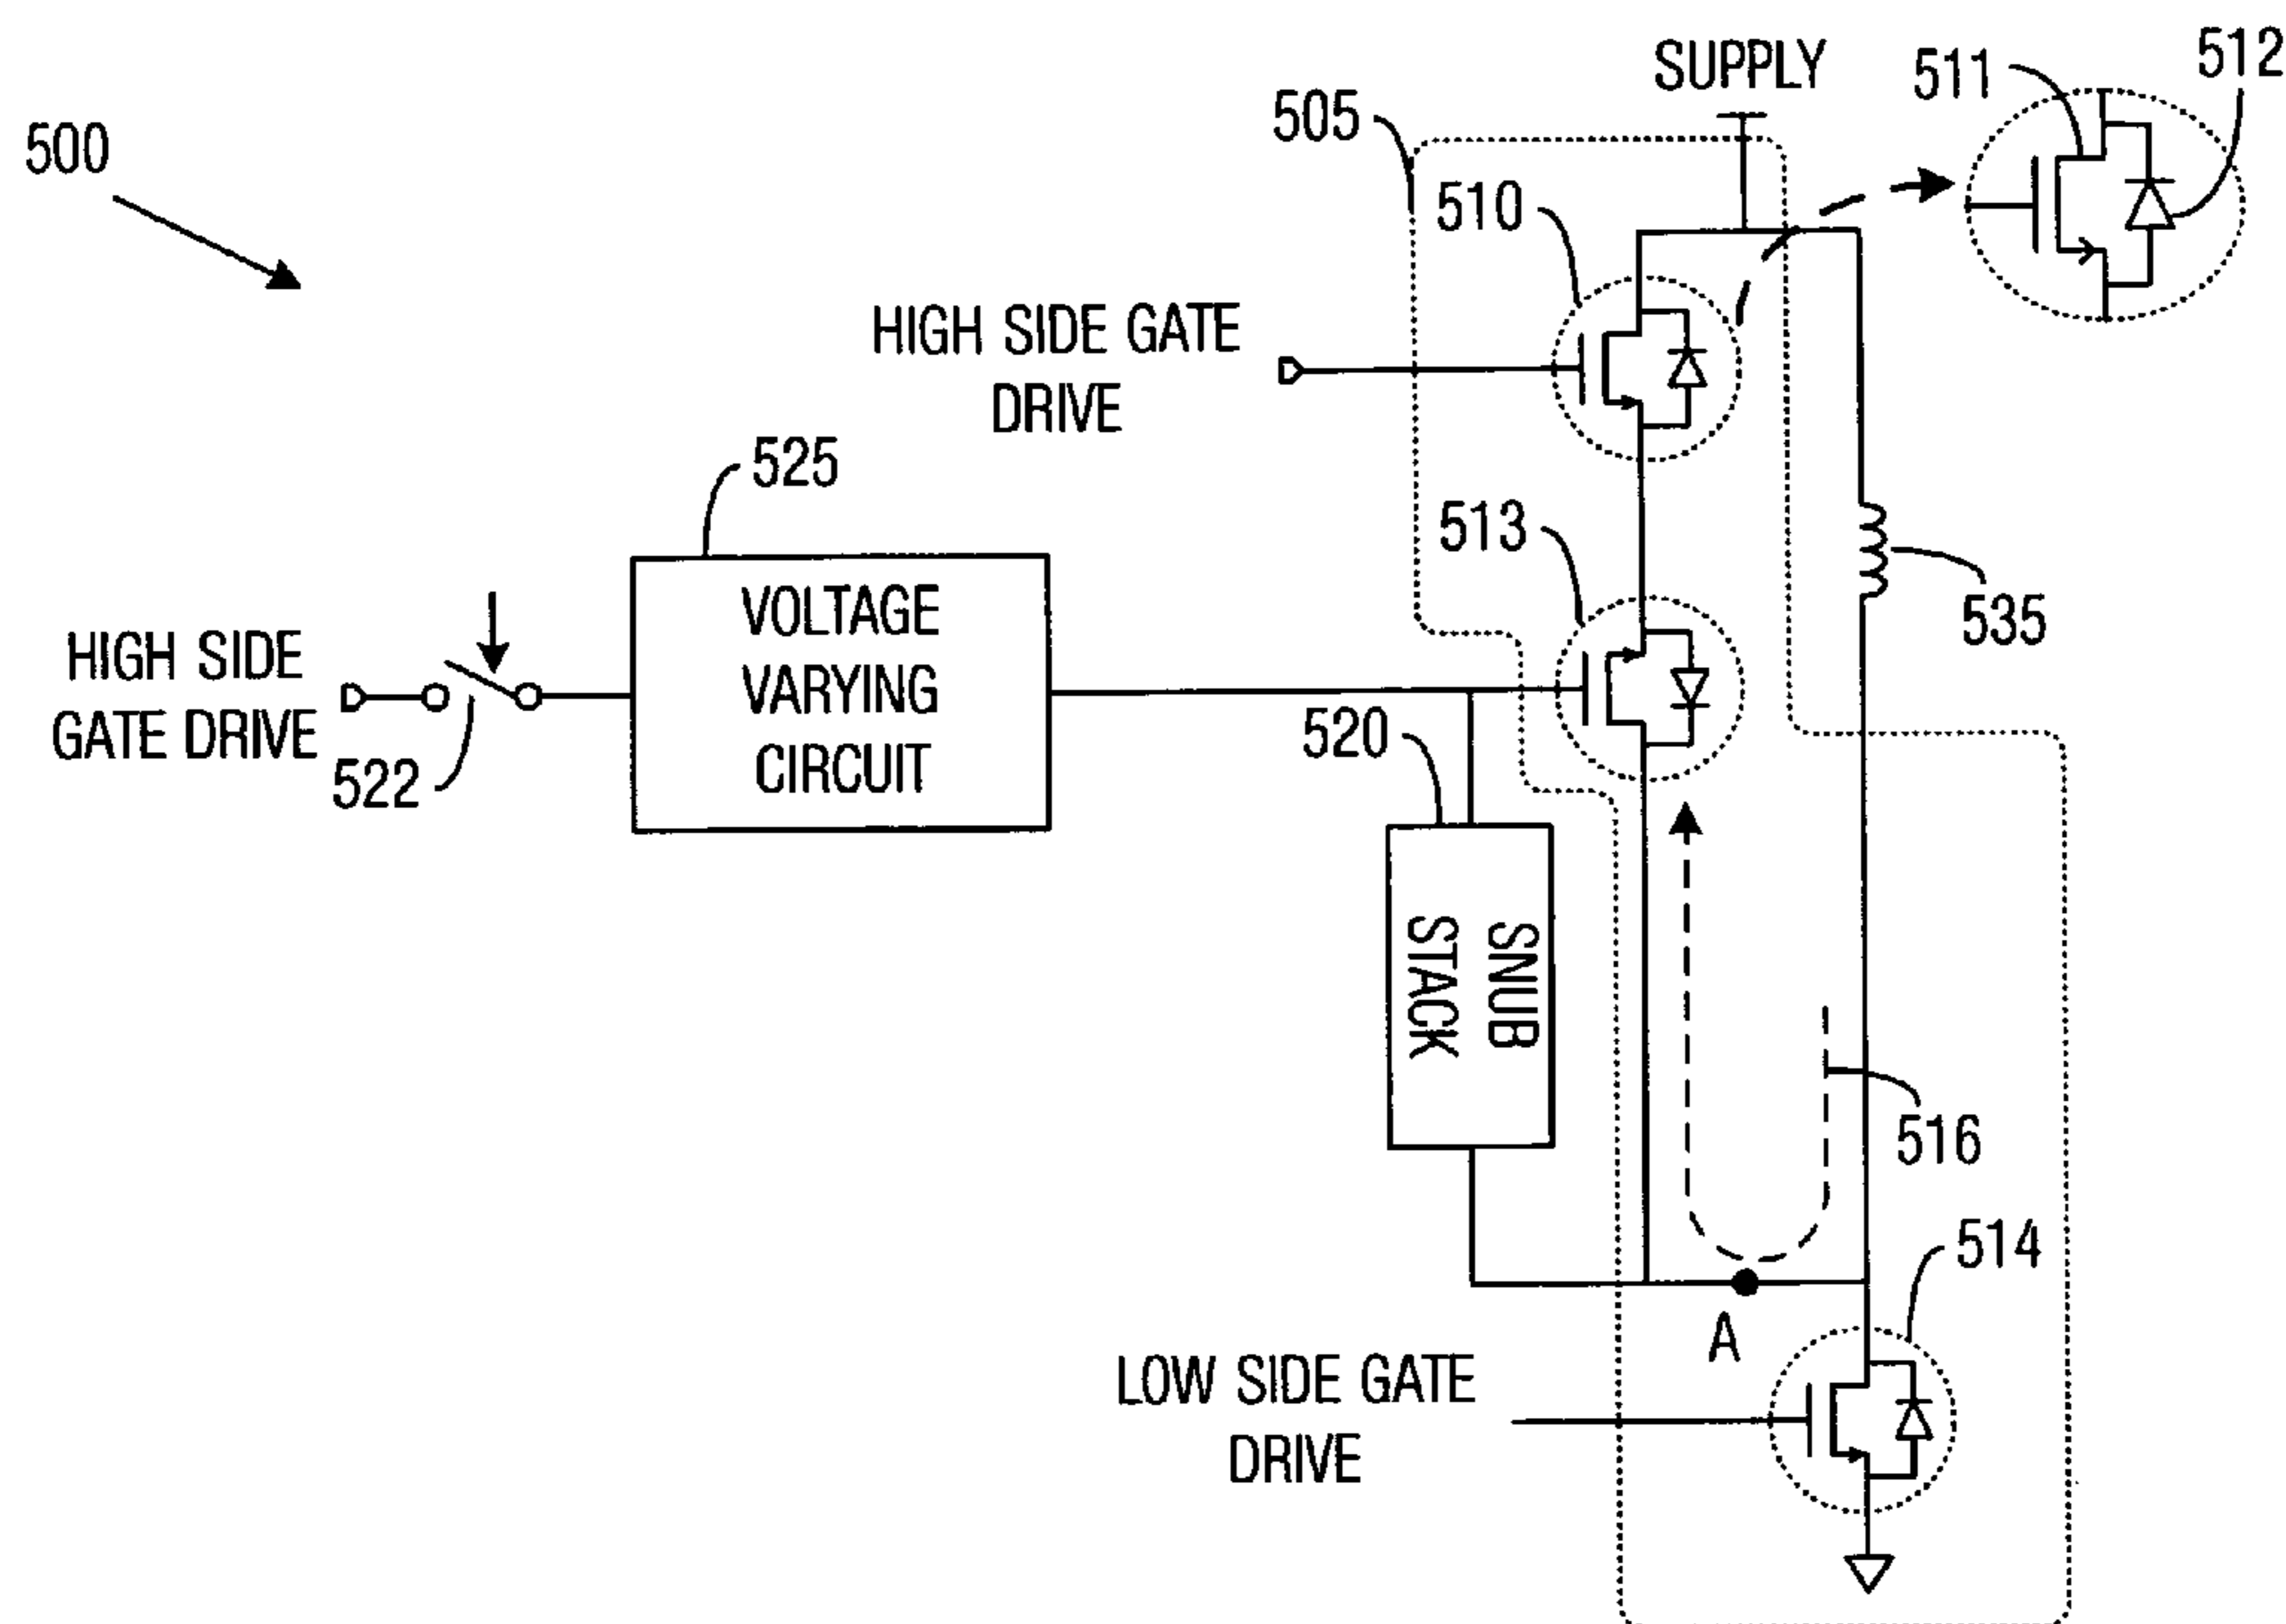 SUPPLY
511
512
505
500
510
HIGH SIDE GATE
DRIVE
525
513
VOLTAGE
VARYING
CIRCUIT
535
HIGH SIDE
GATE DRIVE
522
520
SNUB
STACK
516
514
A
LOW SIDE GATE
DRIVE